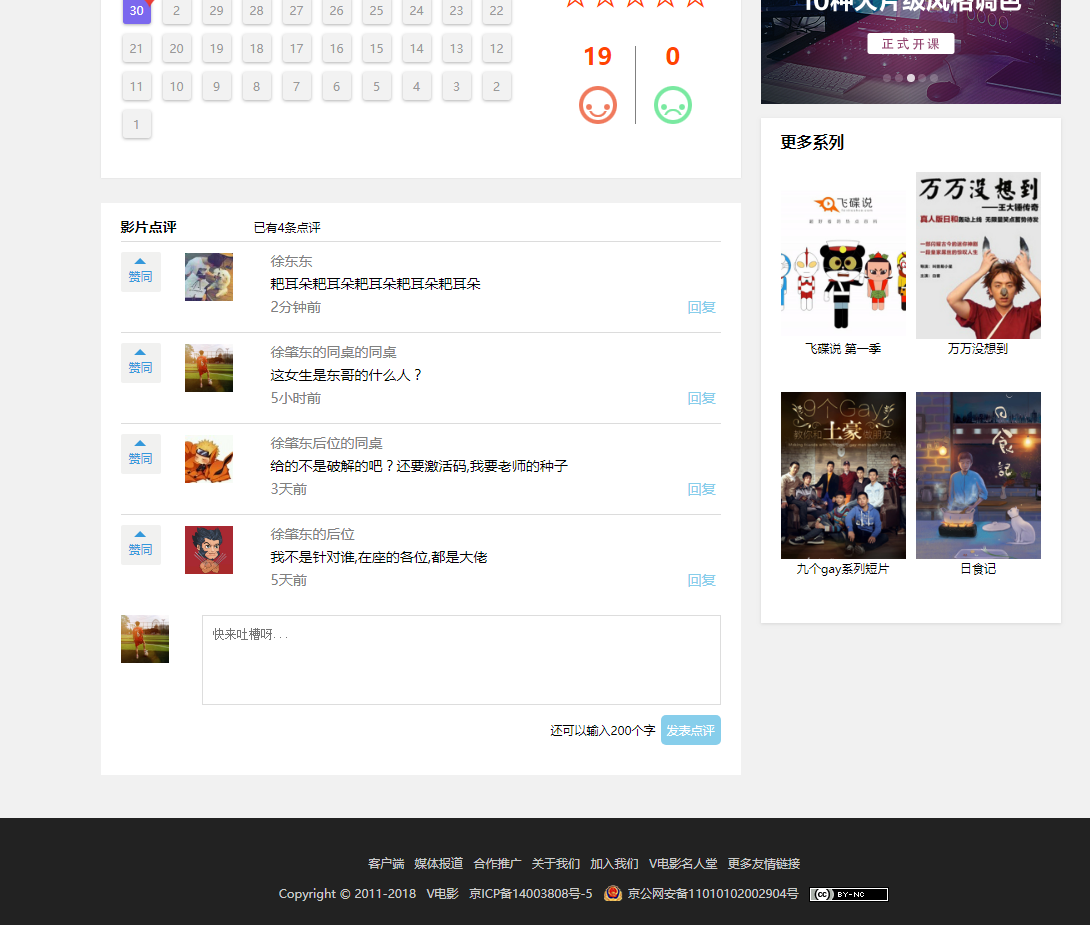 30 2 29 28 27 26 25 24 23 22
21 20 19 18 17 16 15 14 13 12
11 10 9 8 7 6 5 4 3 2
1
19 0
10种大片级风格调色
正式开课
影片点评 已有4条点评
赞同
徐东东
耙耳朵耙耳朵耙耳朵耙耳朵耙耳朵
2分钟前 回复
赞同
徐肇东的同桌的同桌
这女生是东哥的什么人？
5小时前 回复
赞同
徐肇东后位的同桌
给的不是破解的吧？还要激活码,我要老师的种子
3天前 回复
赞同
徐肇东的后位
我不是针对谁,在座的各位,都是大佬
5天前 回复
快来吐槽呀...
还可以输入200个字 发表点评
更多系列
飞碟说
飞碟说 第一季
万万没想到
——王大锤传奇
万万没想到
9个Gay
教你和土豪做朋友
九个gay系列短片
日食记
日食记
客户端 媒体报道 合作推广 关于我们 加入我们 V电影名人堂 更多友情链接
Copyright © 2011-2018 V电影 京ICP备14003808号-5 京公网安备11010102002904号 cc BY-NC